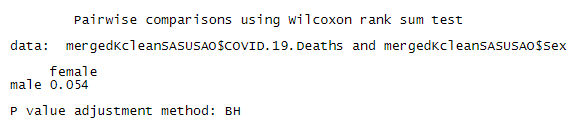 Pairwise comparisons using Wilcoxon rank sum test
data:  mergedKcleanSASUSAO$COVID.19.Deaths and mergedKcleanSASUSAO$Sex
female
male 0.054
P value adjustment method: BH